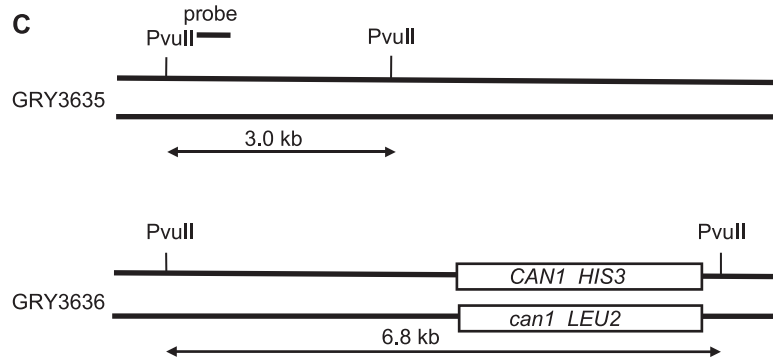 C
probe
PvuII PvuII
GRY3635
3.0 kb
PvuII PvuII
CAN1 HIS3
GRY3636
can1 LEU2
6.8 kb